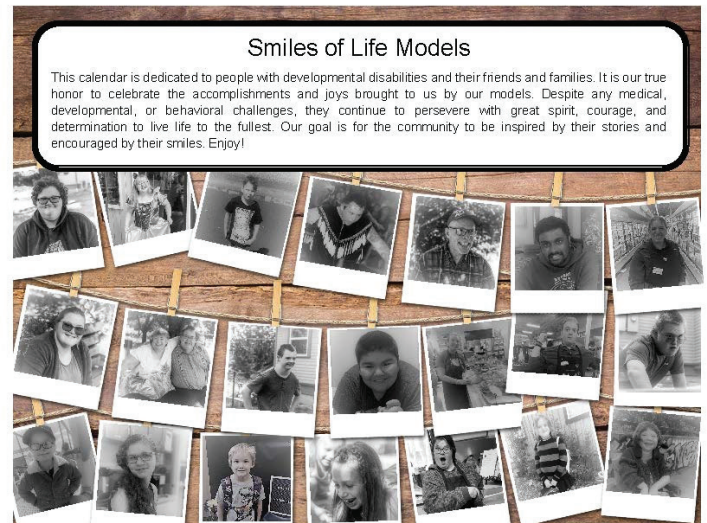 Smiles of Life Models
This calendar is dedicated to people with developmental disabilities and their friends and families. It is our true
honor to celebrate the accomplishments and joys brought to us by our models. Despite any medical,
developmental, or behavioral challenges, they continue to persevere with great spirit, courage, and
determination to live life to the fullest. Our goal is for the community to be inspired by their stories and
encouraged by their smiles. Enjoy!